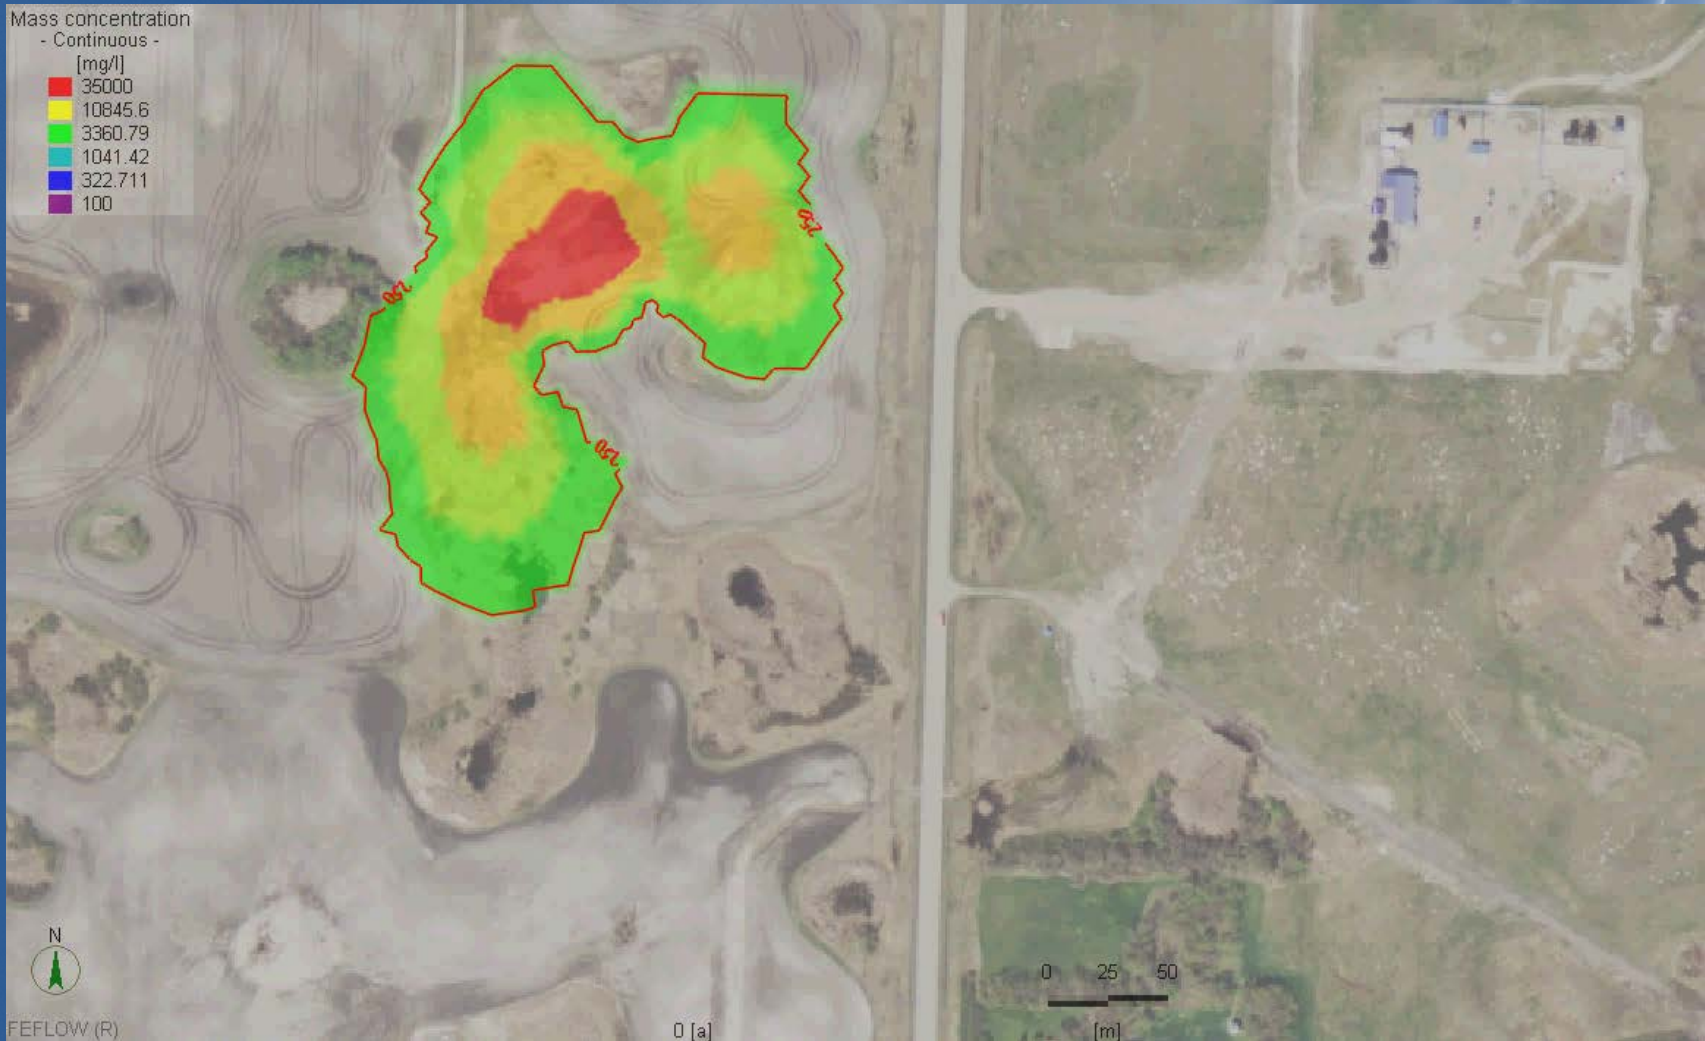 Mass concentration
- Continuous -
[mg/l]
35000
10845.6
3360.79
1041.42
322.711
100
250
250
250
N
0 25 50
[m]
FEFLOW (R)
0 [a]